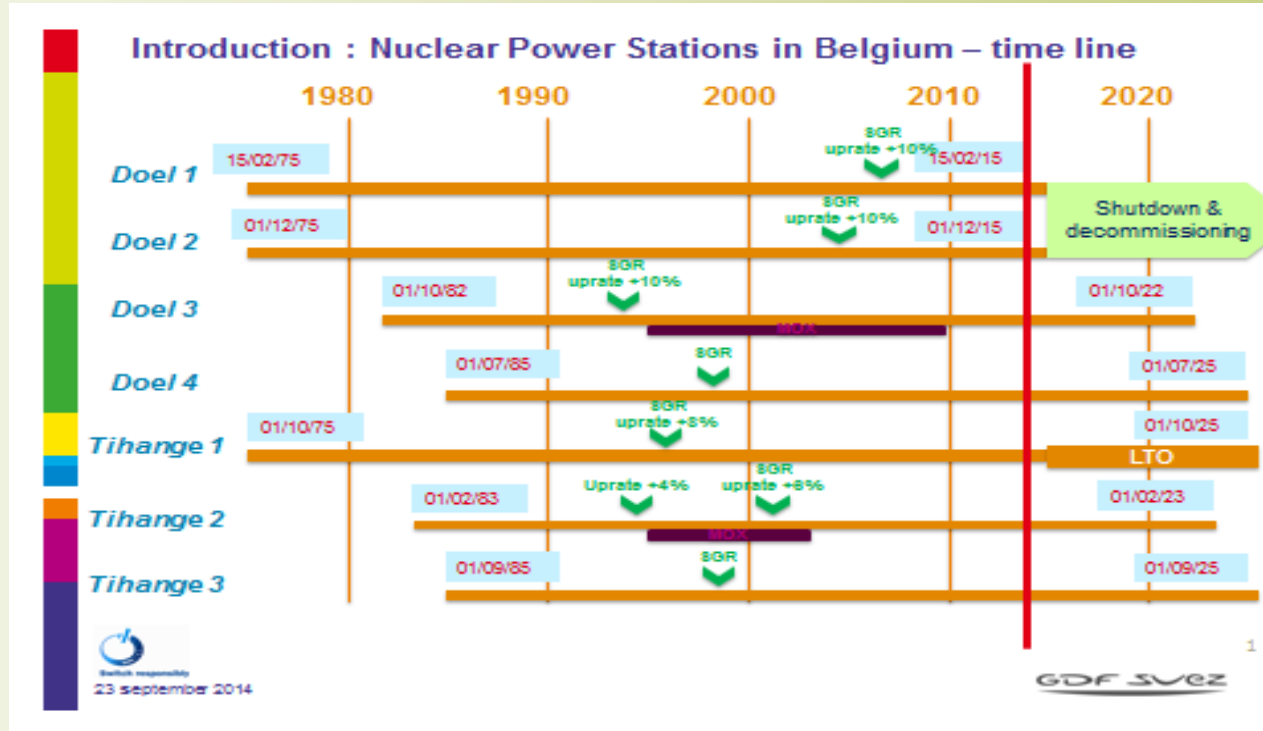 Introduction : Nuclear Power Stations in Belgium – time line
1980 1990 2000 2010 2020
SGR
uprate +10%
15/02/75 15/02/15
Doel 1
Shutdown &
decommissioning
SGR
uprate +10%
01/12/75 01/12/15
Doel 2
SGR
uprate +10%
01/10/82 01/10/22
Doel 3
MOX
SGR
01/07/85 01/07/25
Doel 4
SGR
uprate +8%
01/10/75 01/10/25
Tihange 1
LTO
Uprate +4%
SGR
uprate +6%
01/02/83 01/02/23
Tihange 2
MOX
SGR
01/09/85 01/09/25
Tihange 3
Switch responsibly
23 september 2014
1
GDF SUEZ